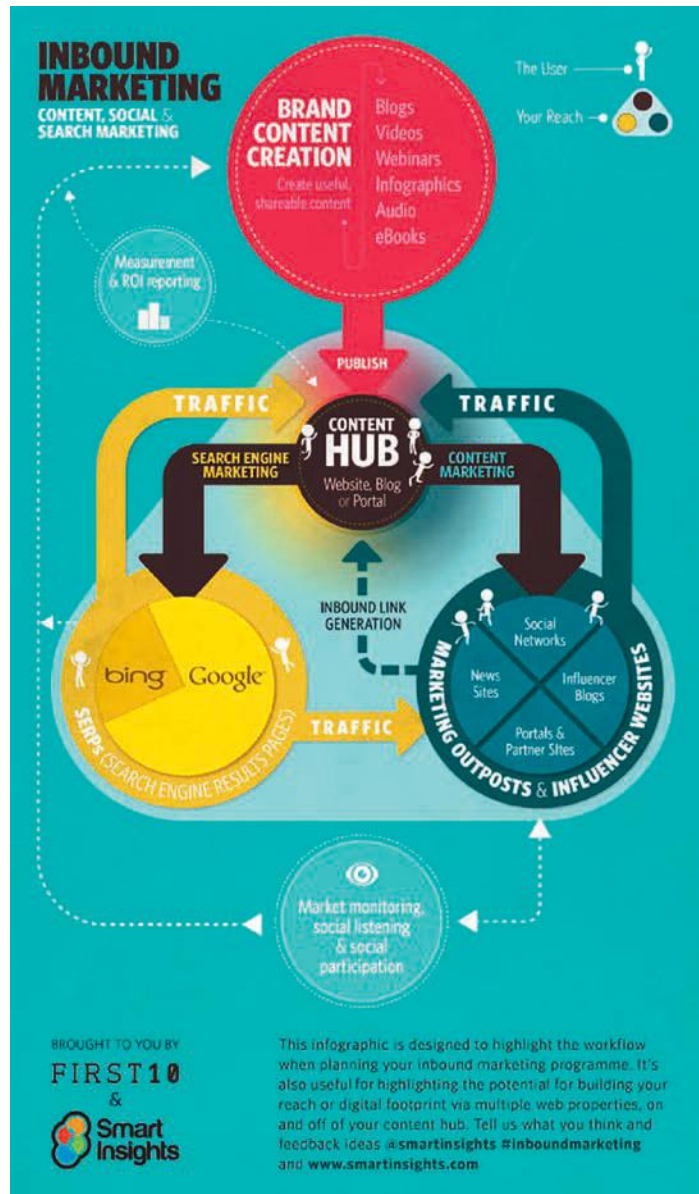 INBOUND
MARKETING
CONTENT, SOCIAL &
SEARCH MARKETING
The User
Your Reach
BRAND
CONTENT
CREATION
Create useful,
shareable content
Blogs
Videos
Webinars
Infographics
Audio
eBooks
Measurement
& ROI reporting
PUBLISH
TRAFFIC
TRAFFIC
SEARCH ENGINE
MARKETING
CONTENT
HUB
Website, Blog
or Portal
CONTENT
MARKETING
INBOUND LINK
GENERATION
bing
Google
SERPs (SEARCH ENGINE RESULTS PAGES)
TRAFFIC
Social
Networks
News
Sites
Influencer
Blogs
Portals &
Partner Sites
MARKETING OUTPOSTS & INFLUENCER WEBSITES
Market monitoring,
social listening
& social
participation
BROUGHT TO YOU BY
FIRST10
&
Smart
Insights
This infographic is designed to highlight the workflow
when planning your inbound marketing programme. It's
also useful for highlighting the potential for building your
reach or digital footprint via multiple web properties, on
and off of your content hub. Tell us what you think and
feedback ideas @smartinsights #inboundmarketing
and www.smartinsights.com